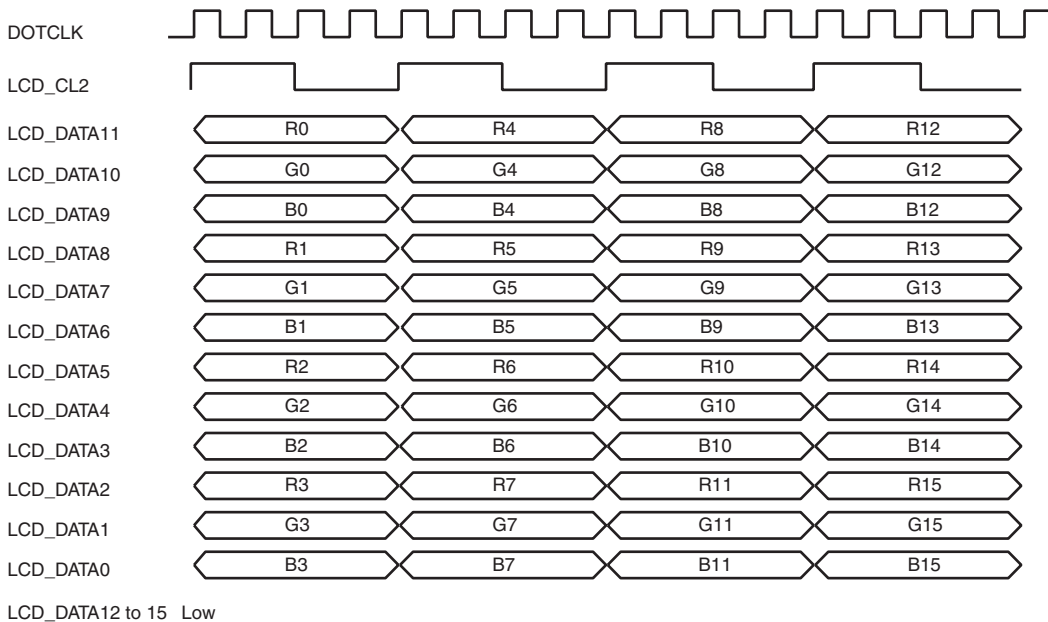 DOTCLK
LCD_CL2
LCD_DATA11 R0 R4 R8 R12
LCD_DATA10 G0 G4 G8 G12
LCD_DATA9 B0 B4 B8 B12
LCD_DATA8 R1 R5 R9 R13
LCD_DATA7 G1 G5 G9 G13
LCD_DATA6 B1 B5 B9 B13
LCD_DATA5 R2 R6 R10 R14
LCD_DATA4 G2 G6 G10 G14
LCD_DATA3 B2 B6 B10 B14
LCD_DATA2 R3 R7 R11 R15
LCD_DATA1 G3 G7 G11 G15
LCD_DATA0 B3 B7 B11 B15
LCD_DATA12 to 15 Low